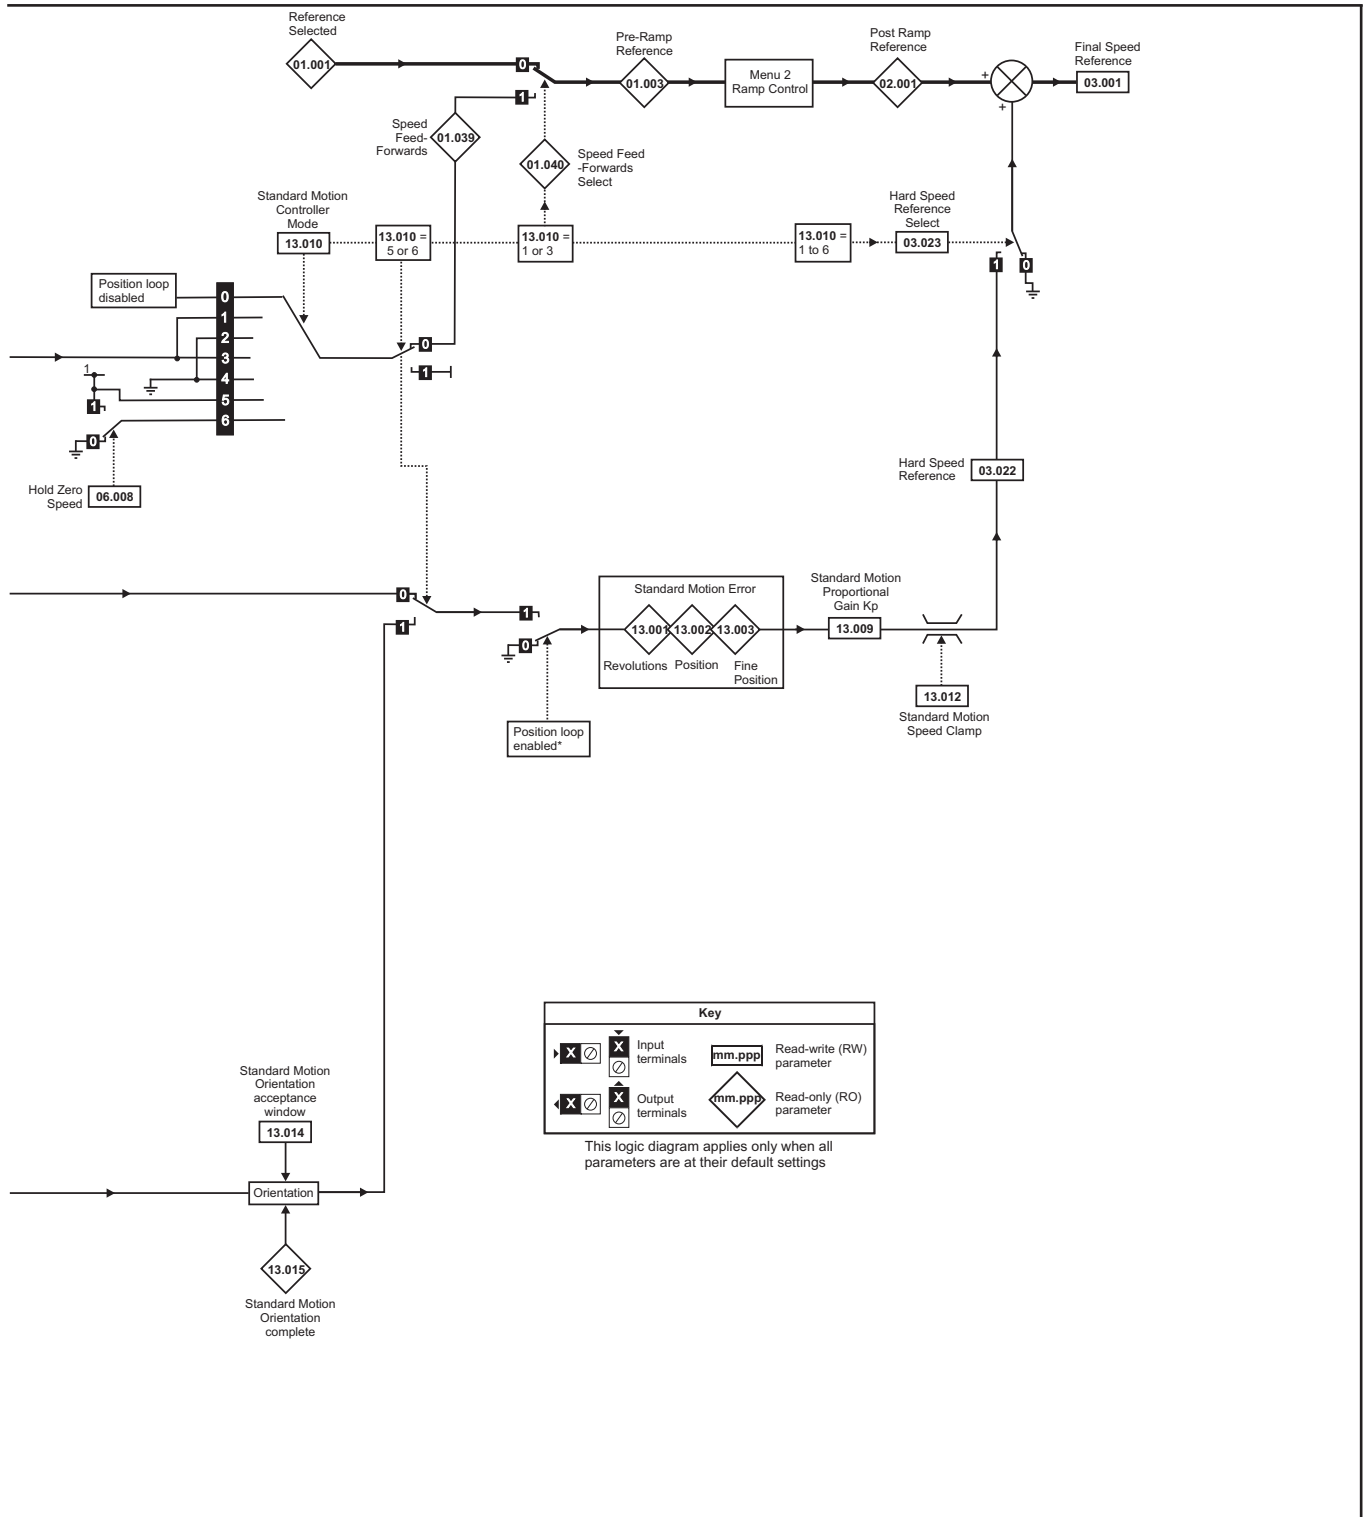 Reference
Selected
01.001
0
1
Pre-Ramp
Reference
01.003
Menu 2
Ramp Control
Post Ramp
Reference
02.001
+
+
Final Speed
Reference
03.001
Speed
Feed-
Forwards
01.039
01.040
Speed Feed
-Forwards
Select
Standard Motion
Controller
Mode
13.010
13.010 =
5 or 6
13.010 =
1 or 3
13.010 =
1 to 6
Hard Speed
Reference
Select
03.023
1
0
Position loop
disabled
0
1
2
3
4
5
6
0
1
1
1
0
Hold Zero
Speed
06.008
Hard Speed
Reference
03.022
0
1
1
0
Position loop
enabled*
Standard Motion Error
13.001
13.002
13.003
Revolutions
Position
Fine
Position
Standard Motion
Proportional
Gain Kp
13.009
13.012
Standard Motion
Speed Clamp
Standard Motion
Orientation
acceptance
window
13.014
Orientation
13.015
Standard Motion
Orientation
complete
Key
X
X
Input
terminals
mm.ppp
Read-write (RW)
parameter
X
X
Output
terminals
mm.ppp
Read-only (RO)
parameter
This logic diagram applies only when all
parameters are at their default settings